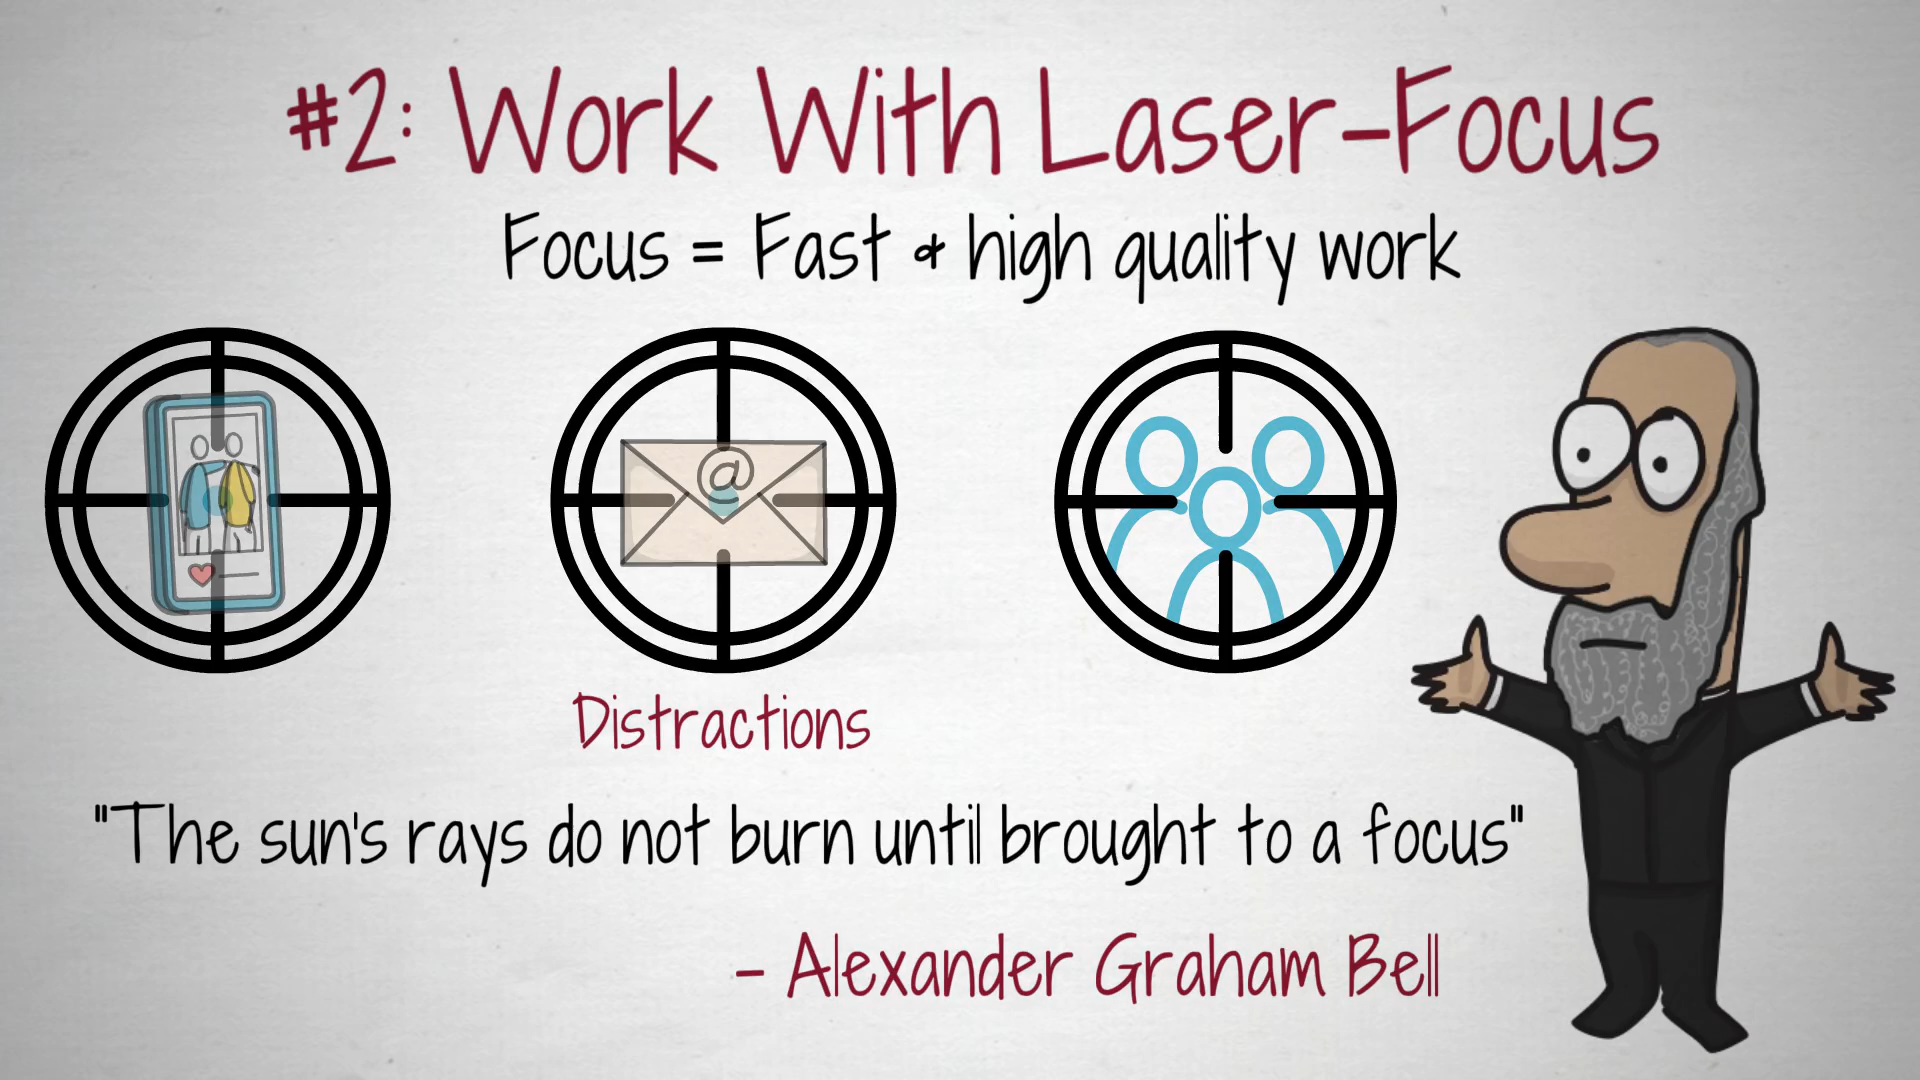 #2: Work With Laser-Focus
Focus = Fast & high quality work
@
Distractions
"The sun's rays do not burn until brought to a focus"
- Alexander Graham Bell